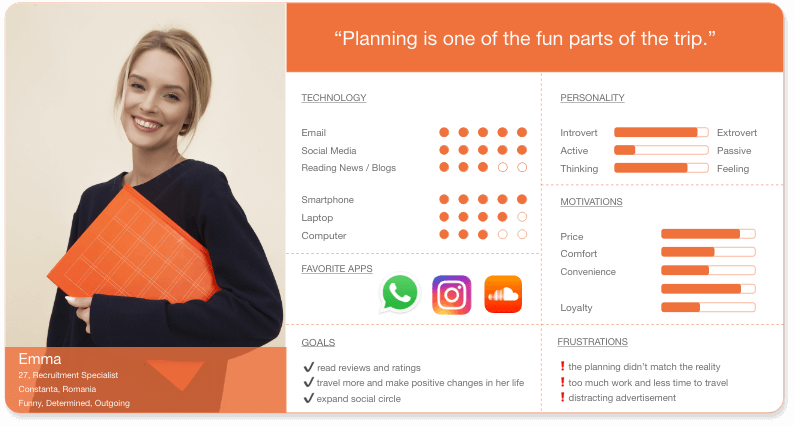 “Planning is one of the fun parts of the trip.”
TECHNOLOGY
Email
Social Media
Reading News / Blogs
Smartphone
Laptop
Computer
FAVORITE APPS
GOALS
read reviews and ratings
travel more and make positive changes in her life
expand social circle
PERSONALITY
Introvert Extrovert
Active Passive
Thinking Feeling
MOTIVATIONS
Price
Comfort
Convenience
Loyalty
FRUSTRATIONS
the planning didn’t match the reality
too much work and less time to travel
distracting advertisement
Emma
27, Recruitment Specialist
Constanta, Romania
Funny, Determined, Outgoing